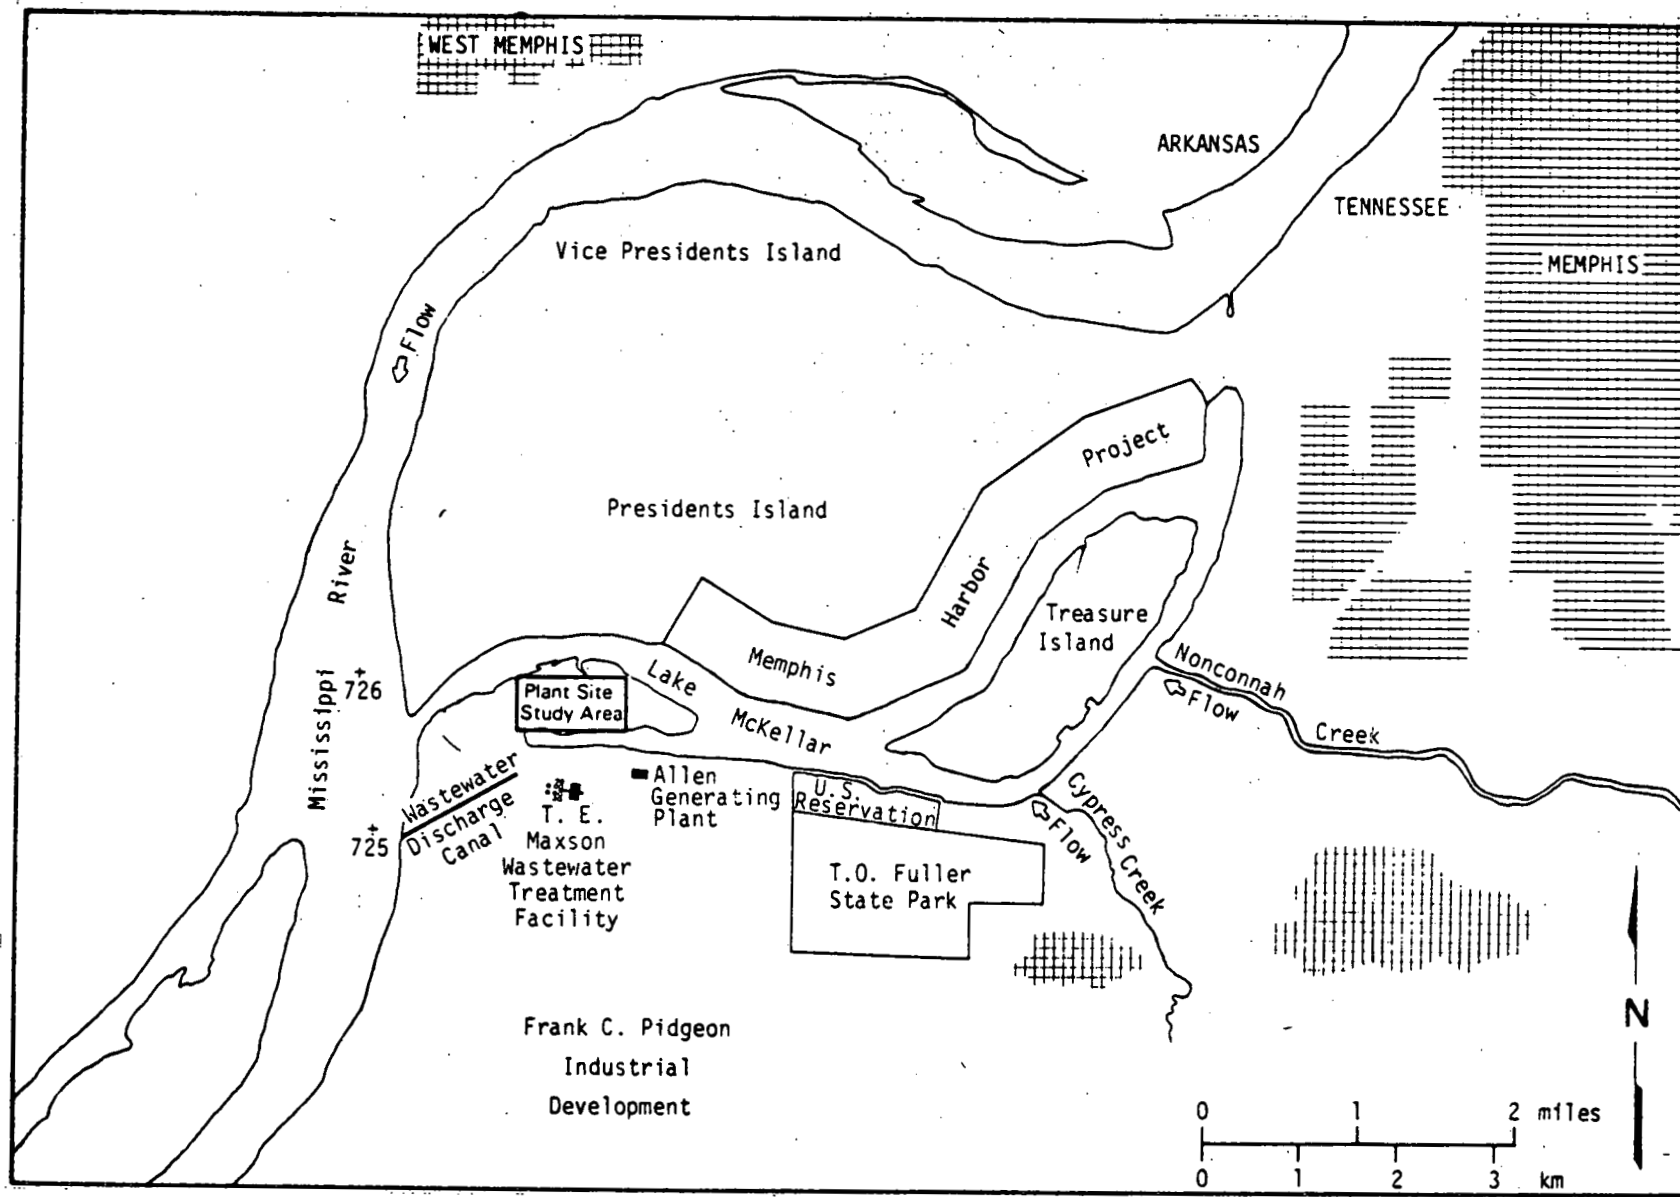 WEST MEMPHIS
ARKANSAS
TENNESSEE
MEMPHIS
Vice Presidents Island
Flow
Project
Presidents Island
Harbor
River
Treasure
Island
Memphis
Nonconnah
Creek
Flow
Lake
McKellar
Plant Site
Study Area
726
Mississippi
Wastewater
Discharge
Canal
725
T. E.
Maxson
Wastewater
Treatment
Facility
Allen
Generating
Plant
U.S.
Reservation
Cypress Creek
Flow
T.O. Fuller
State Park
Frank C. Pidgeon
Industrial
Development
N
0 1 2 miles
0 1 2 3 km